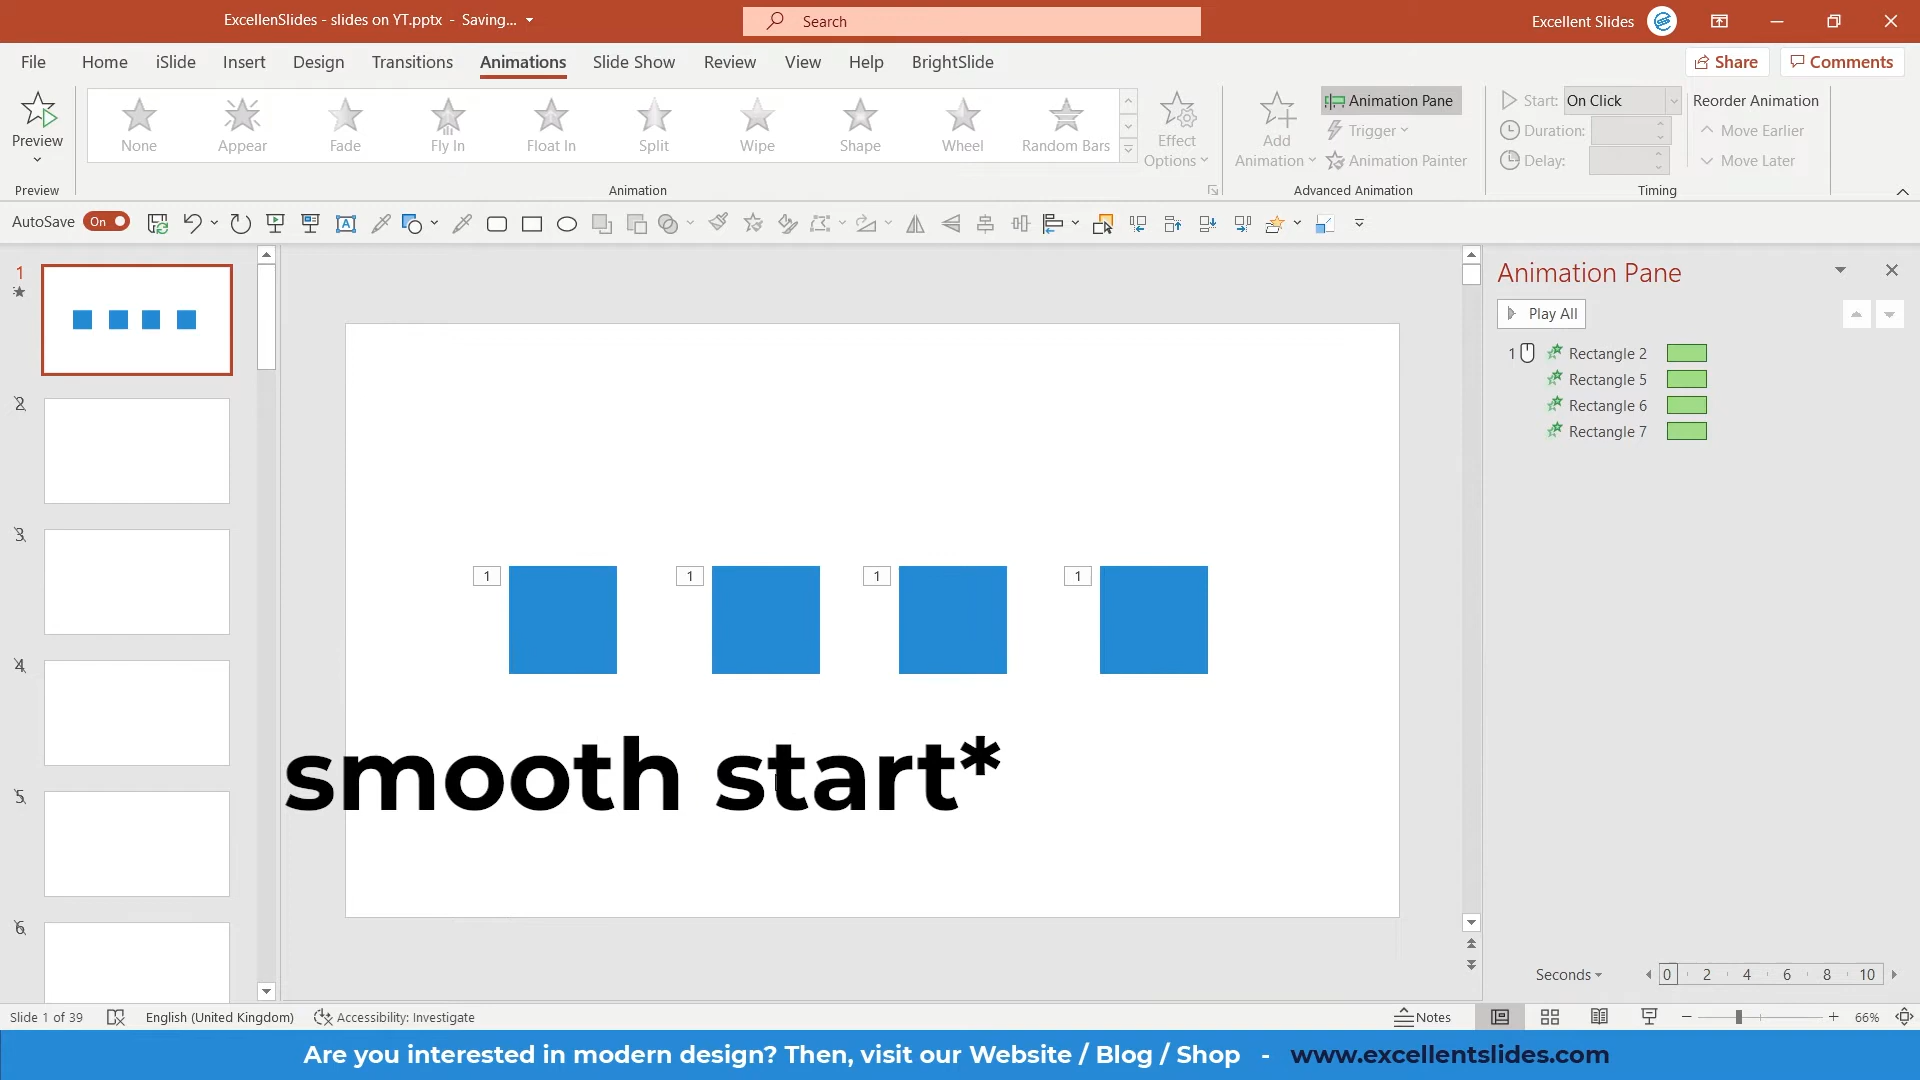 ExcellenSlides - slides on YT.pptx - Saving...
Search
Excellent Slides
File Home iSlide Insert Design Transitions Animations Slide Show Review View Help BrightSlide
Share Comments
Preview
None Appear Fade Fly In Float In Split Wipe Shape Wheel Random Bars
Effect Options
Add Animation
Animation Pane
Trigger
Animation Painter
Start: On Click
Duration:
Delay:
Reorder Animation
Move Earlier
Move Later
Preview Animation Advanced Animation Timing
AutoSave On
A
1
2
3
4
5
6
1 1 1 1
smooth start*
Animation Pane
Play All
1 Rectangle 2
Rectangle 5
Rectangle 6
Rectangle 7
Seconds 0 2 4 6 8 10
Slide 1 of 39 English (United Kingdom) Accessibility: Investigate Notes 66%
Are you interested in modern design? Then, visit our Website / Blog / Shop - www.excellentslides.com